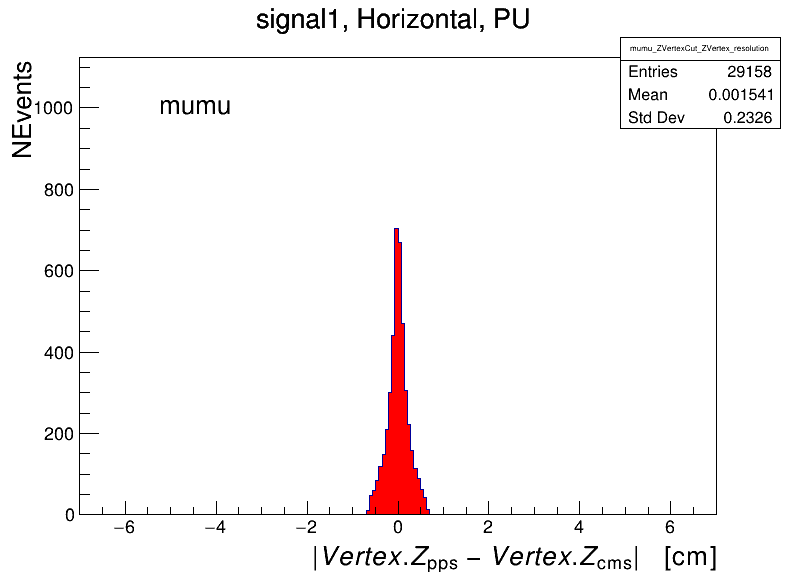 signal1, Horizontal, PU
mumu_ZVertexCut_ZVertex_resolution
Entries 29158
Mean 0.001541
Std Dev 0.2326
NEvents
mumu
1000
800
600
400
200
0
−6 −4 −2 0 2 4 6
|Vertex.Zpps − Vertex.Zcms| [cm]